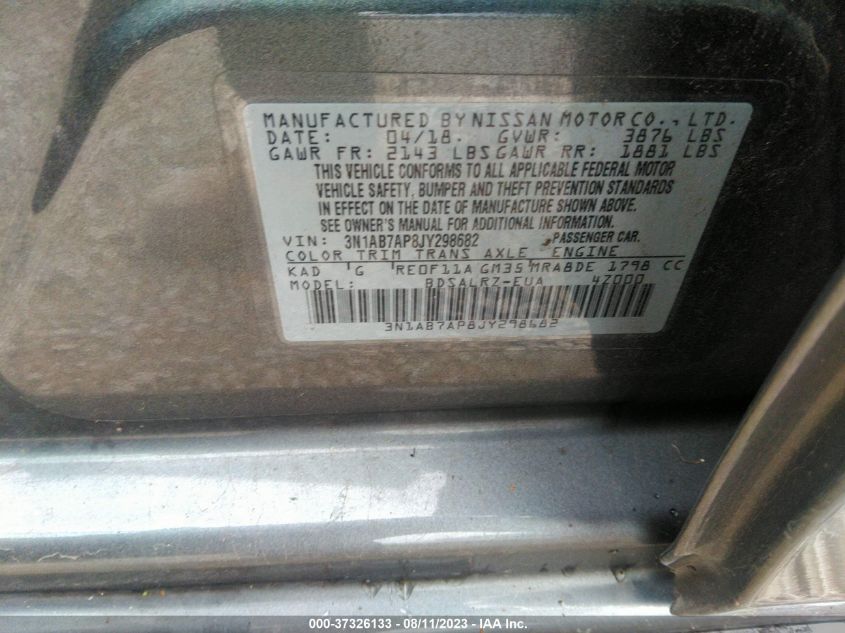 MANUFACTURED BY NISSAN MOTOR CO., LTD.
DATE: 04/18 GVWR: 3876 LBS
GAWR FR: 2143 LBS GAWR RR: 1881 LBS
THIS VEHICLE CONFORMS TO ALL APPLICABLE FEDERAL MOTOR
VEHICLE SAFETY, BUMPER AND THEFT PREVENTION STANDARDS
IN EFFECT ON THE DATE OF MANUFACTURE SHOWN ABOVE.
SEE OWNER'S MANUAL FOR ADDITIONAL INFORMATION.
VIN: 3N1AB7AP8JY298682 PASSENGER CAR.
COLOR TRIM TRANS AXLE ENGINE
KAD G RE0F11A GM35 MRA8DE 1798 CC
MODEL: BDSALRZ-EUA 4Z000
3N1AB7AP8JY298682
000-37326133 - 08/11/2023 - IAA Inc.